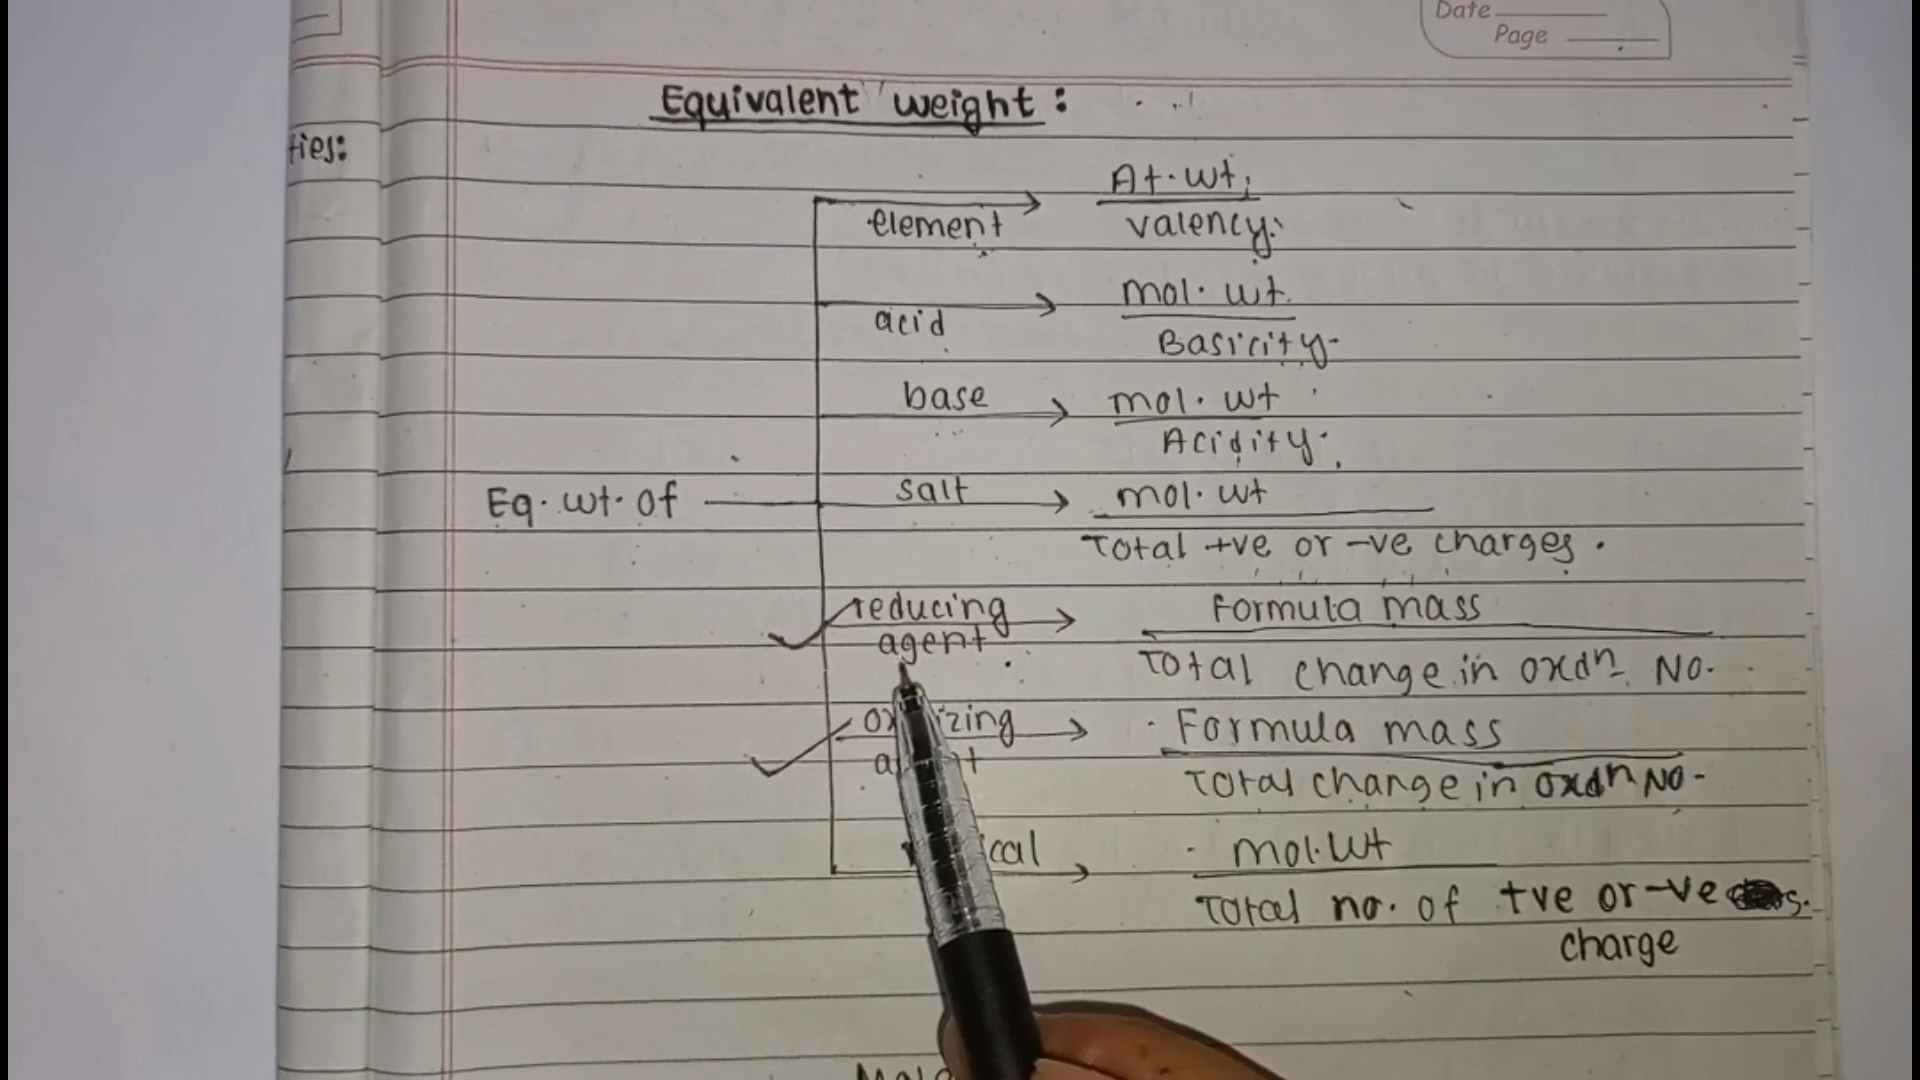 Date
Page
Equivalent weight:
ties:
At. wt.
element
valency.
mol. wt.
acid
Basicity.
base
mol. wt
Acidity.
Eq. wt. of
salt
mol. wt
Total +ve or -ve charges.
reducing
agent
Formula mass
Total change in oxdn No.
Formula mass
Total change in oxdn No.
mol. wt
Total no. of +ve or -ve
charge